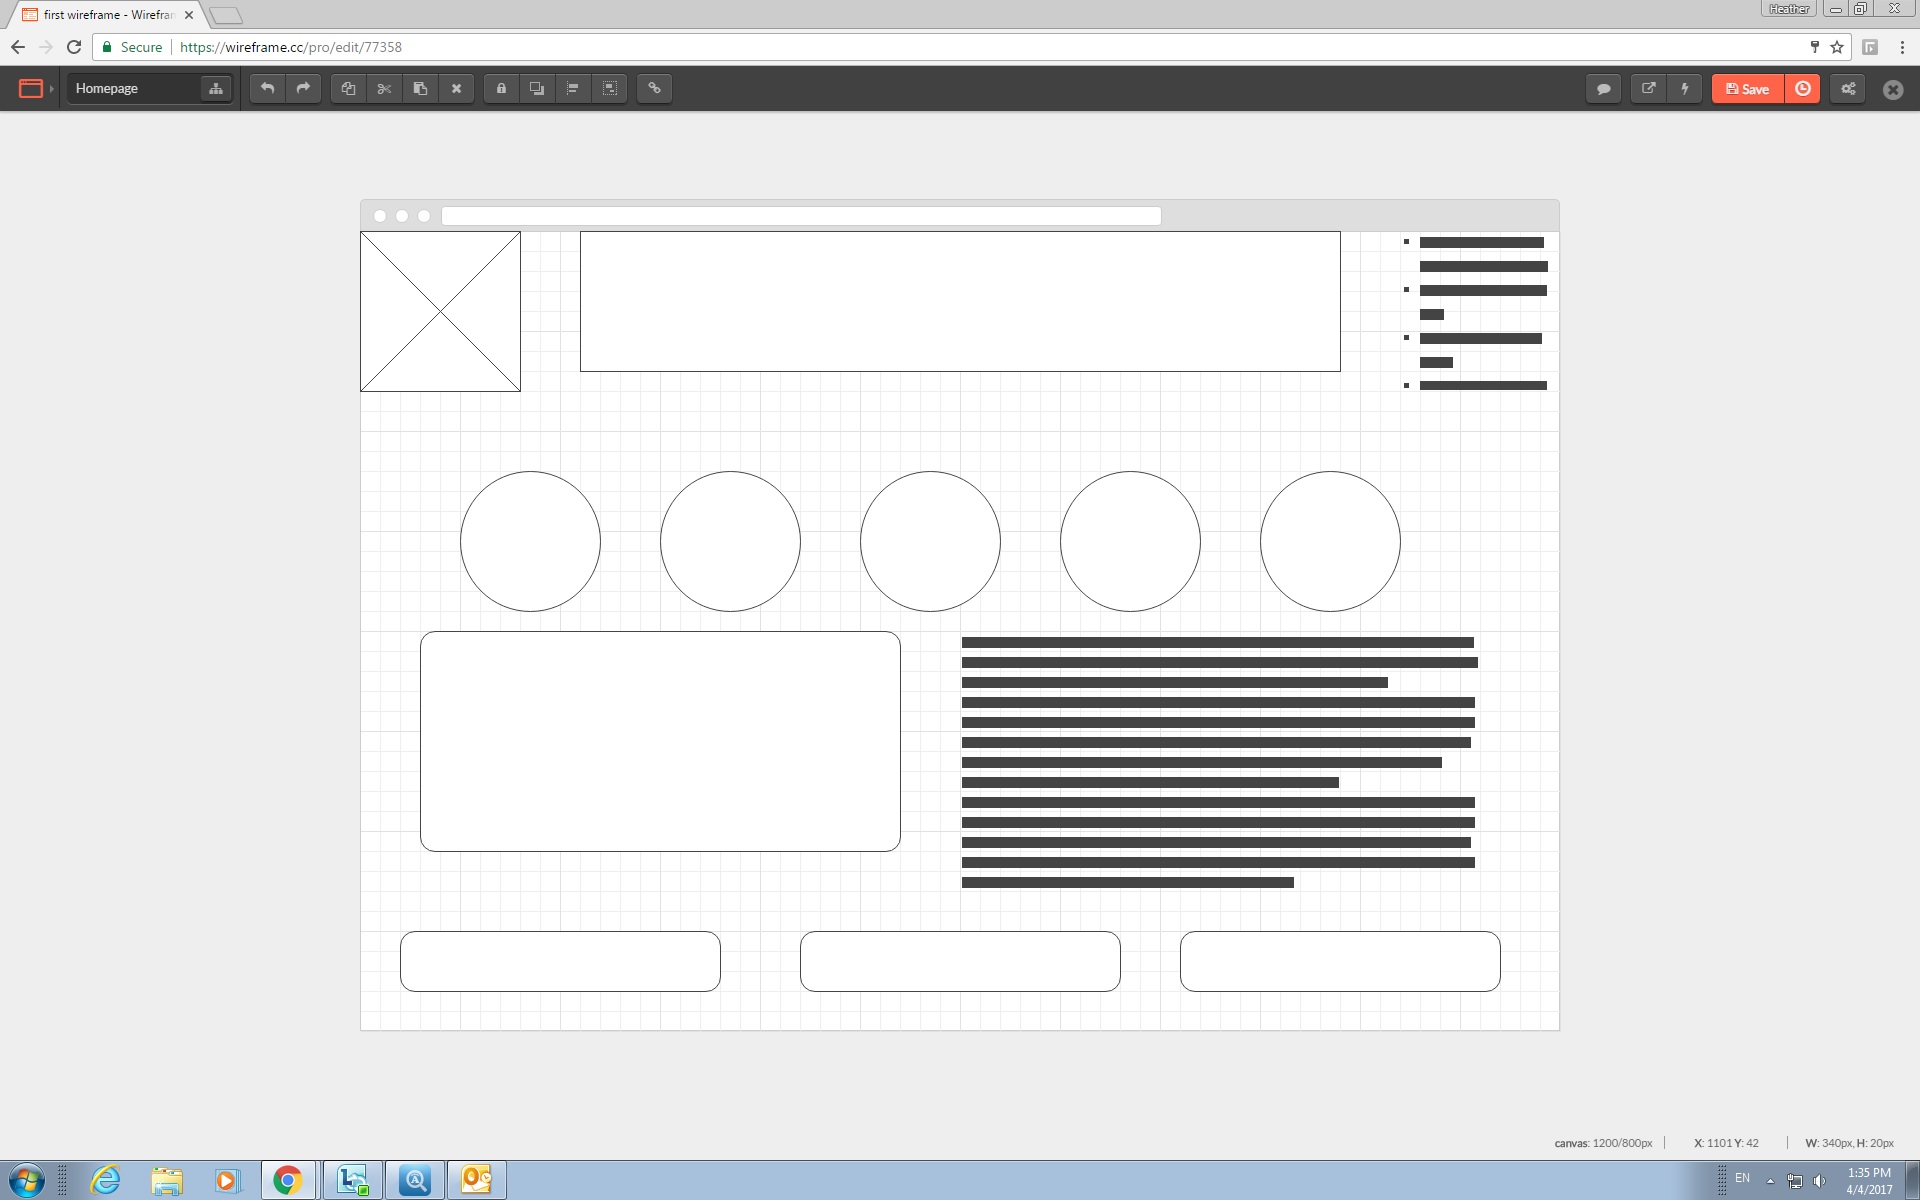 first wireframe - Wirefran
Heather
Secure
https://wireframe.cc/pro/edit/77358
Homepage
Save
canvas: 1200/800px
X: 1101 Y: 42
W: 340px, H: 20px
EN
1:35 PM
4/4/2017